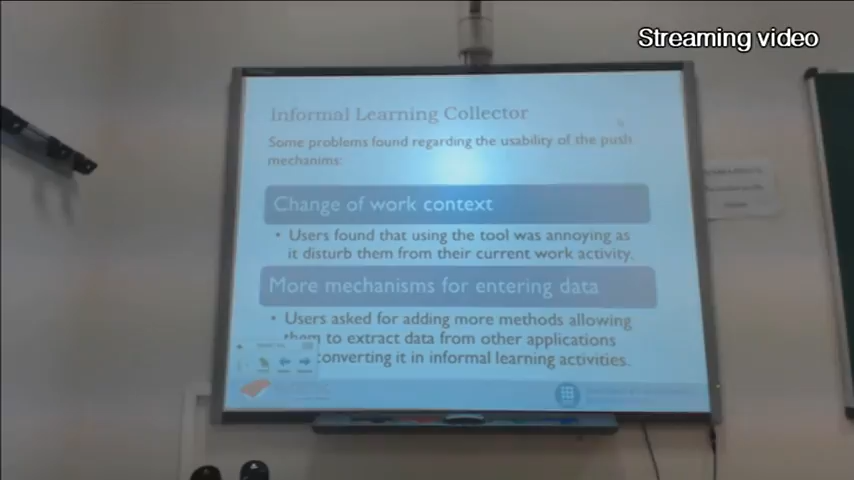 Streaming video
Informal Learning Collector
Some problems found regarding the usability of the push
mechanims:
Change of work context
• Users found that using the tool was annoying as
it disturb them from their current work activity.
More mechanisms for entering data
• Users asked for adding more methods allowing
them to extract data from other applications
converting it in informal learning activities.